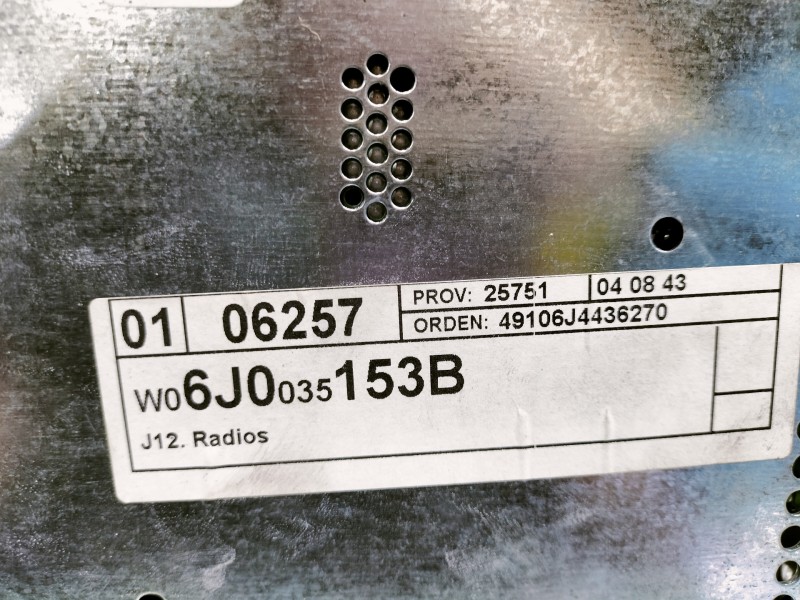 01 06257 PROV: 25751 04 08 43
ORDEN: 49106J4436270
W06J0035153B
J12. Radios